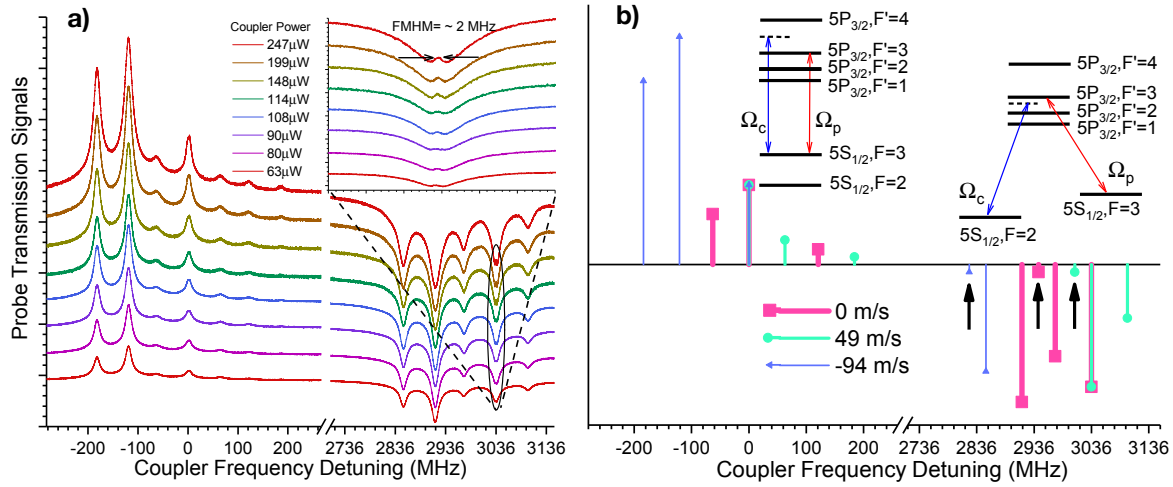 a)
Coupler Power
247μW
199μW
148μW
114μW
108μW
90μW
80μW
63μW
FMHM= ~ 2 MHz
Probe Transmission Signals
-200 -100 0 100 200 2736 2836 2936 3036 3136
Coupler Frequency Detuning (MHz)
b)
5P3/2,F'=4
5P3/2,F'=3
5P3/2,F'=2
5P3/2,F'=1
Ωc Ωp
5S1/2,F=3
5S1/2,F=2
5P3/2,F'=4
5P3/2,F'=3
5P3/2,F'=2
5P3/2,F'=1
Ωc Ωp
5S1/2,F=3
5S1/2,F=2
0 m/s
49 m/s
-94 m/s
-200 -100 0 100 200 2736 2836 2936 3036 3136
Coupler Frequency Detuning (MHz)